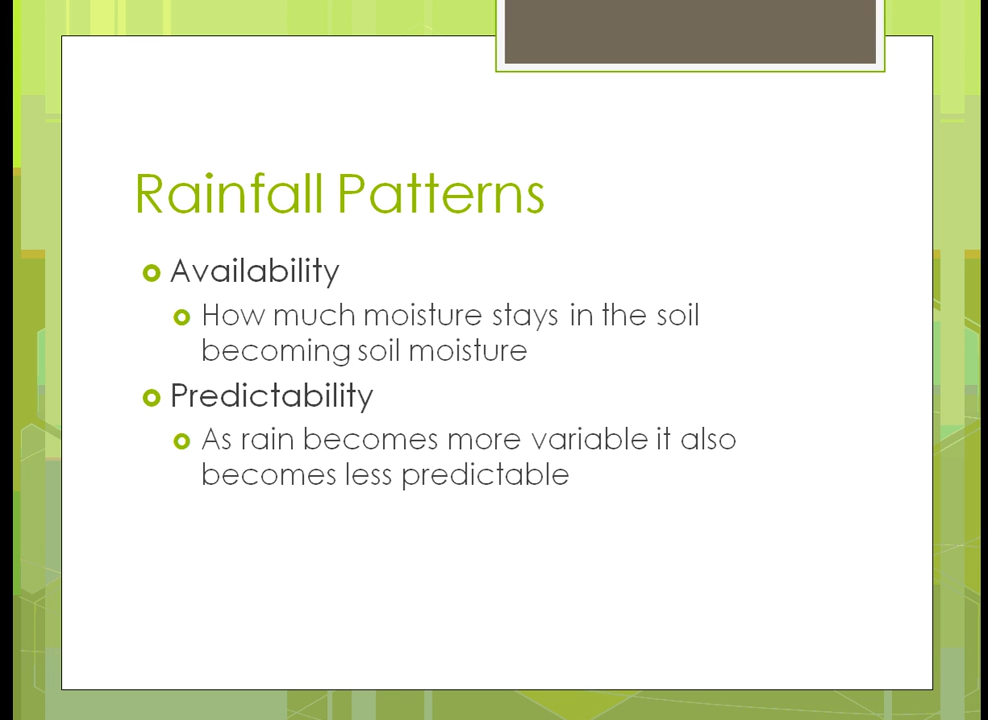 Rainfall Patterns
Availability
How much moisture stays in the soil
becoming soil moisture
Predictability
As rain becomes more variable it also
becomes less predictable